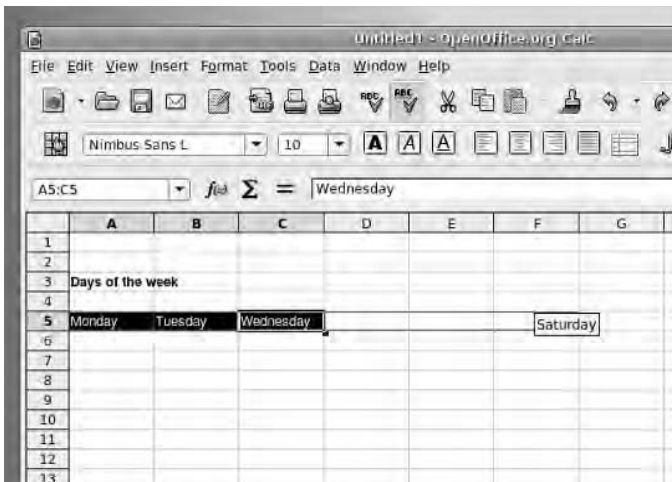 Untitled1 - OpenOffice.org Calc
File Edit View Insert Format Tools Data Window Help
ABC ABC
Nimbus Sans L 10 A A A
A5:C5 f(x) Σ = Wednesday
A B C D E F G
1
2
3 Days of the week
4
5 Monday Tuesday Wednesday Saturday
6
7
8
9
10
11
12
13